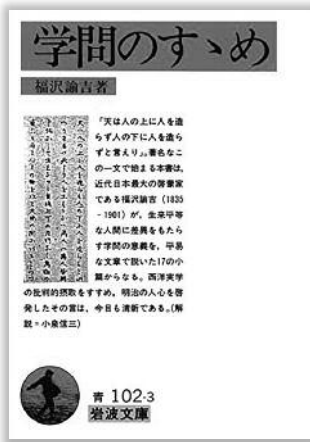 学問のすゝめ
福沢諭吉著
「天は人の上に人を造
らず人の下に人を造ら
ずと言えり」。著名なこ
の一文で始まる本書は、
近代日本最大の啓蒙家
である福沢諭吉（1835
-1901）が、生来平等
な人間に差異をもたら
す学問の意義を、平易
な文章で説いた17の小
篇からなる。西洋実学
の批判的摂取をすすめ、明治の人心を啓
発したその言は、今日も清新である。(解
説=小泉信三)
青 102-3
岩波文庫